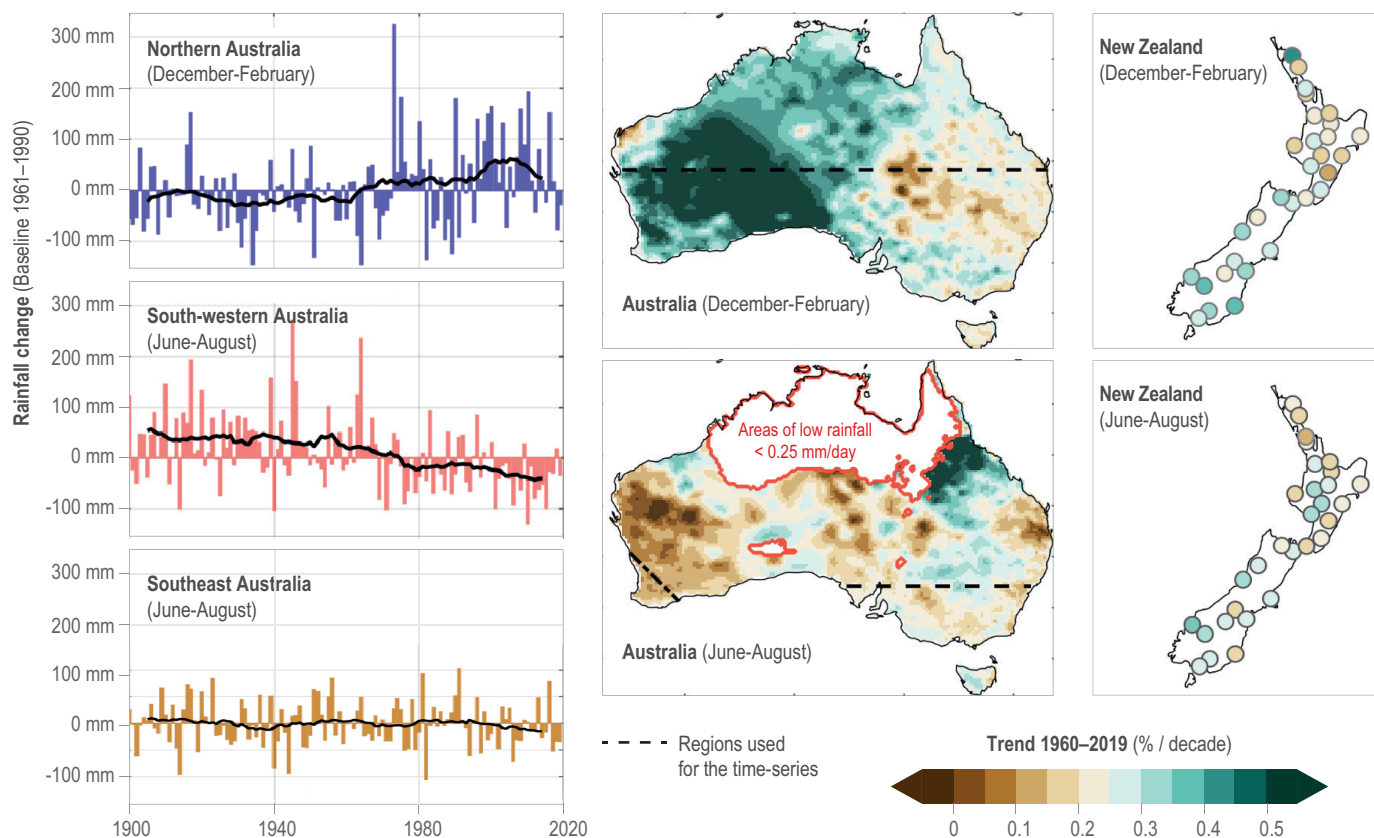 Rainfall change (Baseline 1961–1990)
300 mm
200 mm
100 mm
0 mm
-100 mm
Northern Australia
(December-February)
300 mm
200 mm
100 mm
0 mm
-100 mm
South-western Australia
(June-August)
300 mm
200 mm
100 mm
0 mm
-100 mm
Southeast Australia
(June-August)
1900
1940
1980
2020
Australia (December-February)
New Zealand
(December-February)
Areas of low rainfall
< 0.25 mm/day
Australia (June-August)
New Zealand
(June-August)
Regions used
for the time-series
Trend 1960–2019 (% / decade)
0
0.1
0.2
0.3
0.4
0.5